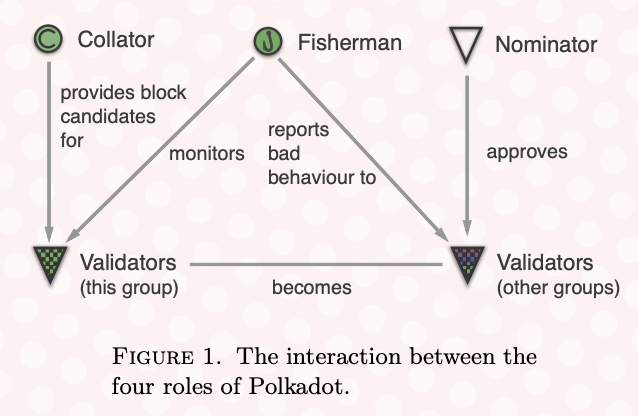 Collator
Fisherman
Nominator
provides block
candidates
for
monitors
reports
bad
behaviour to
approves
Validators
(this group)
becomes
Validators
(other groups)
FIGURE 1. The interaction between the
four roles of Polkadot.